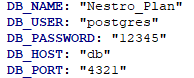 DB_NAME: "Nestro_Plan"
DB_USER: "postgres"
DB_PASSWORD: "12345"
DB_HOST: "db"
DB_PORT: "4321"